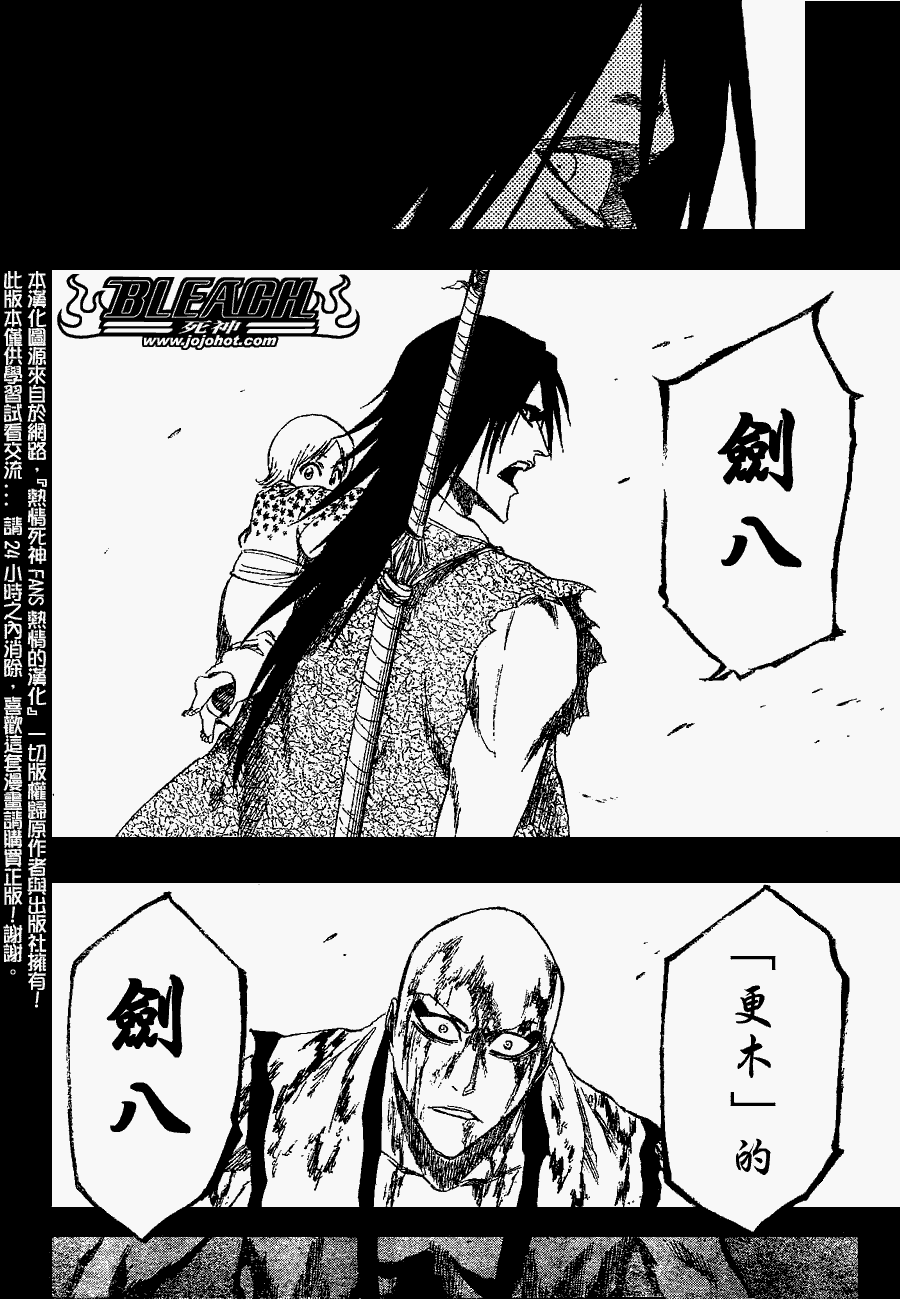 BLEACH
死神
www.jojohot.com
劍八
「更木」的
劍八
本漢化圖源來自於網路，『熱情死神 FANS 熱情的漢化』一切版權歸原作者與出版社擁有！
此版本僅供學習試看交流... 請 24 小時之內消除，喜歡這套漫畫請購買正版！謝謝。